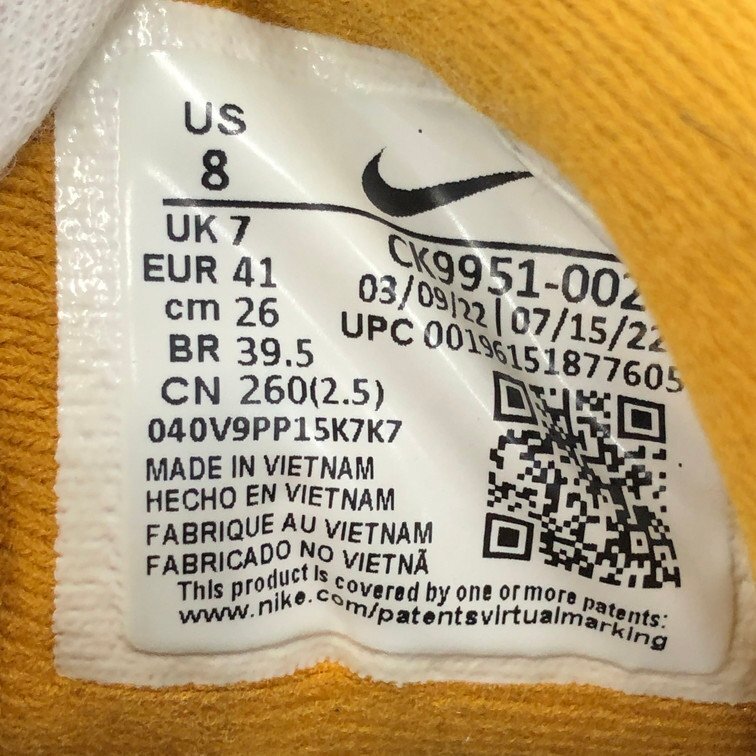 US
8
UK 7
EUR 41
cm 26
BR 39.5
CN 260(2.5)
040V9PP15K7K7
CK9951-002
03/09/22 | 07/15/22
UPC 00196151877605
MADE IN VIETNAM
HECHO EN VIETNAM
FABRIQUE AU VIETNAM
FABRICADO NO VIETNÃ
This product is covered by one or more patents:
www.nike.com/patentsvirtualmarking